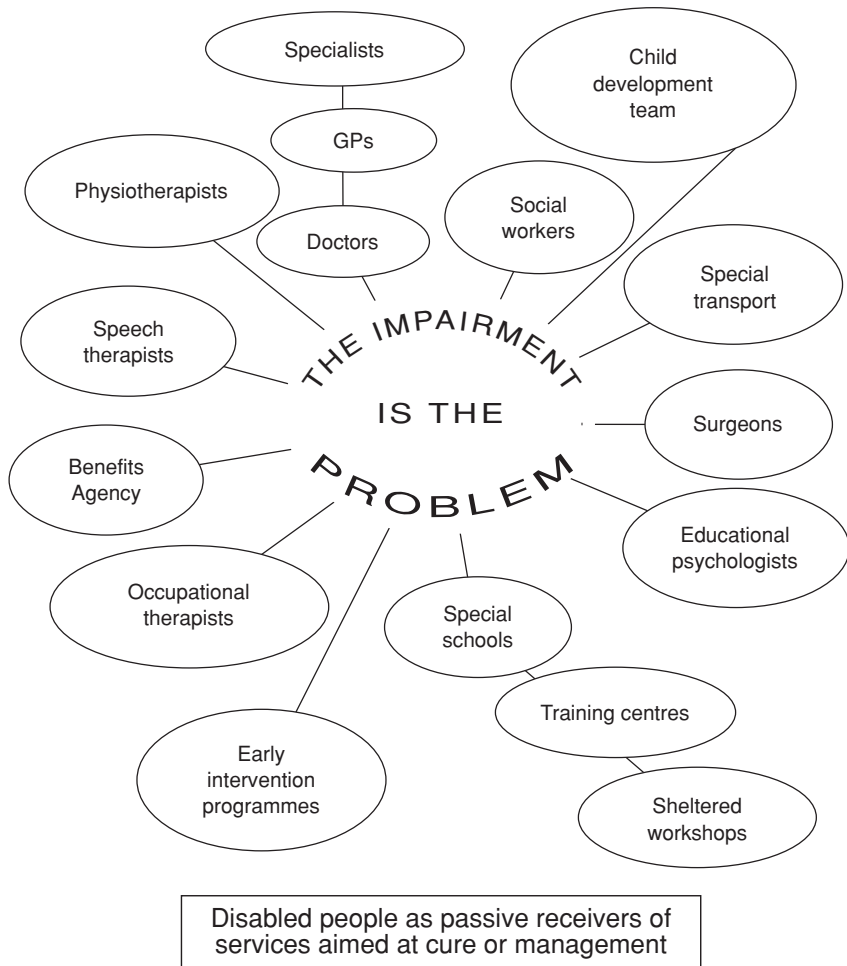 Specialists
Child
development
team
GPs
Physiotherapists
Social
workers
Doctors
Special
transport
Speech
therapists
THE IMPAIRMENT
IS THE
PROBLEM
Surgeons
Benefits
Agency
Educational
psychologists
Occupational
therapists
Special
schools
Training centres
Early
intervention
programmes
Sheltered
workshops
Disabled people as passive receivers of
services aimed at cure or management